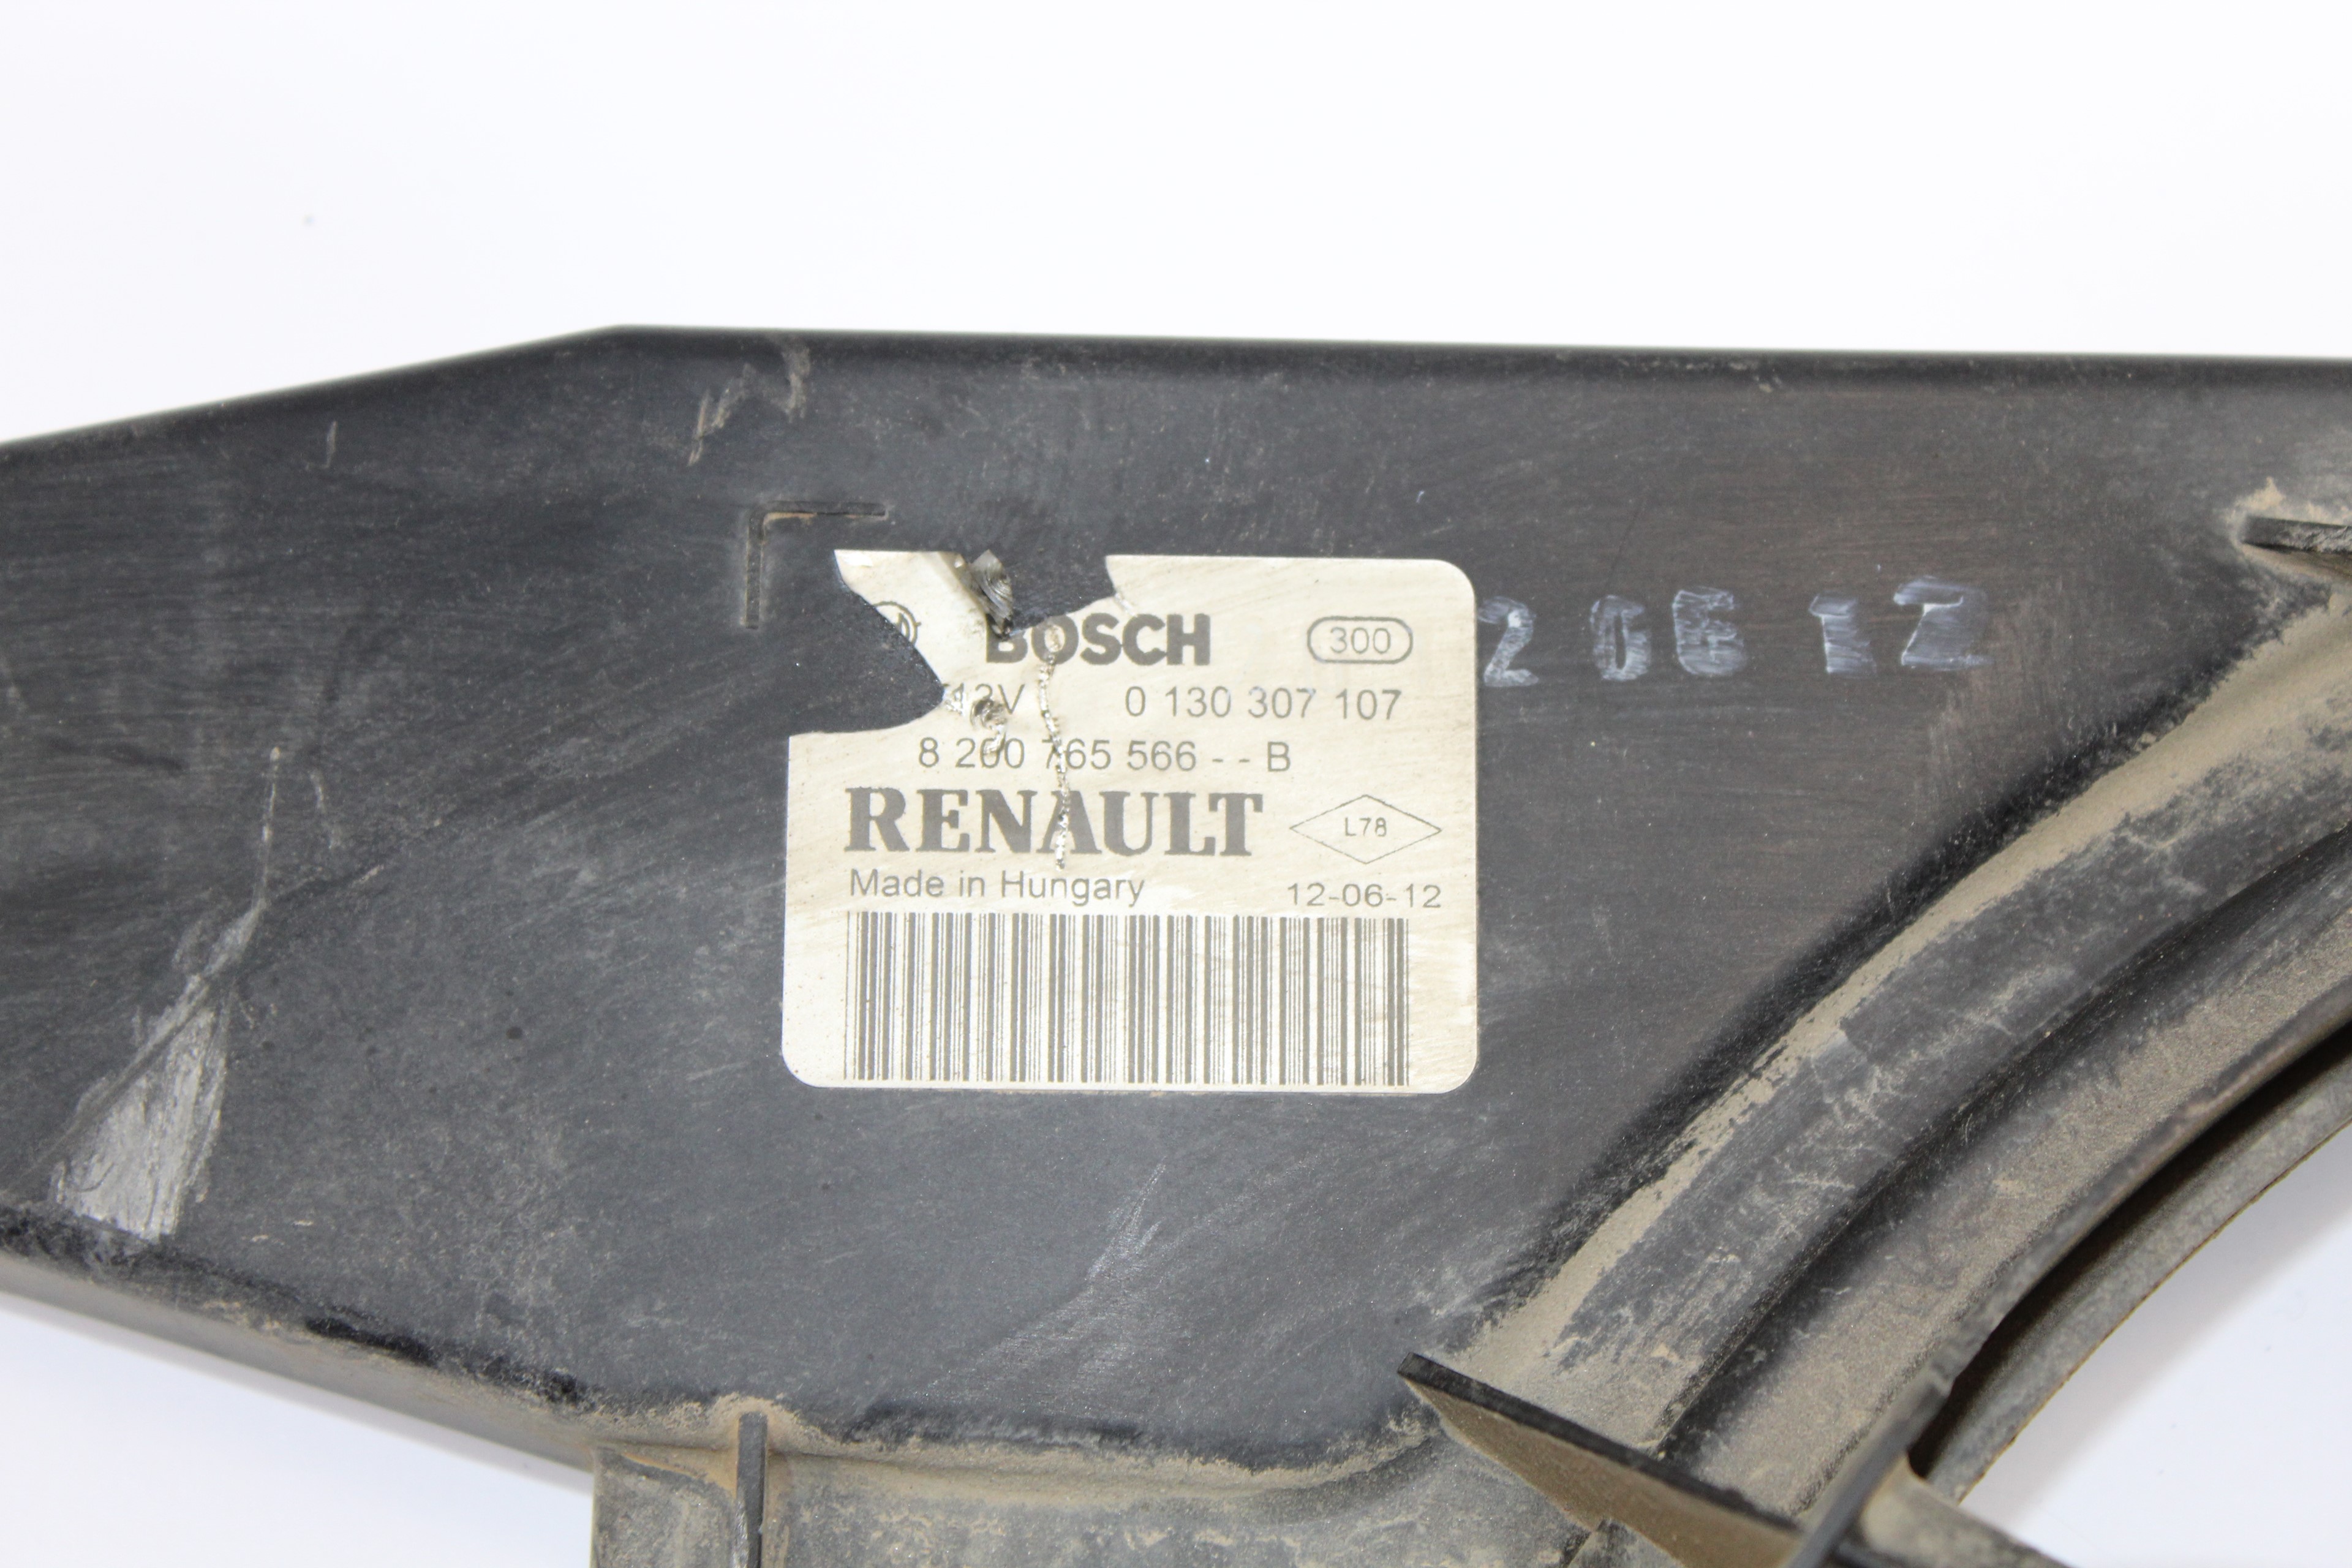 BOSCH 300
12V 0 130 307 107
8 200 765 566 - - B
RENAULT L78
Made in Hungary 12-06-12
2 06 12